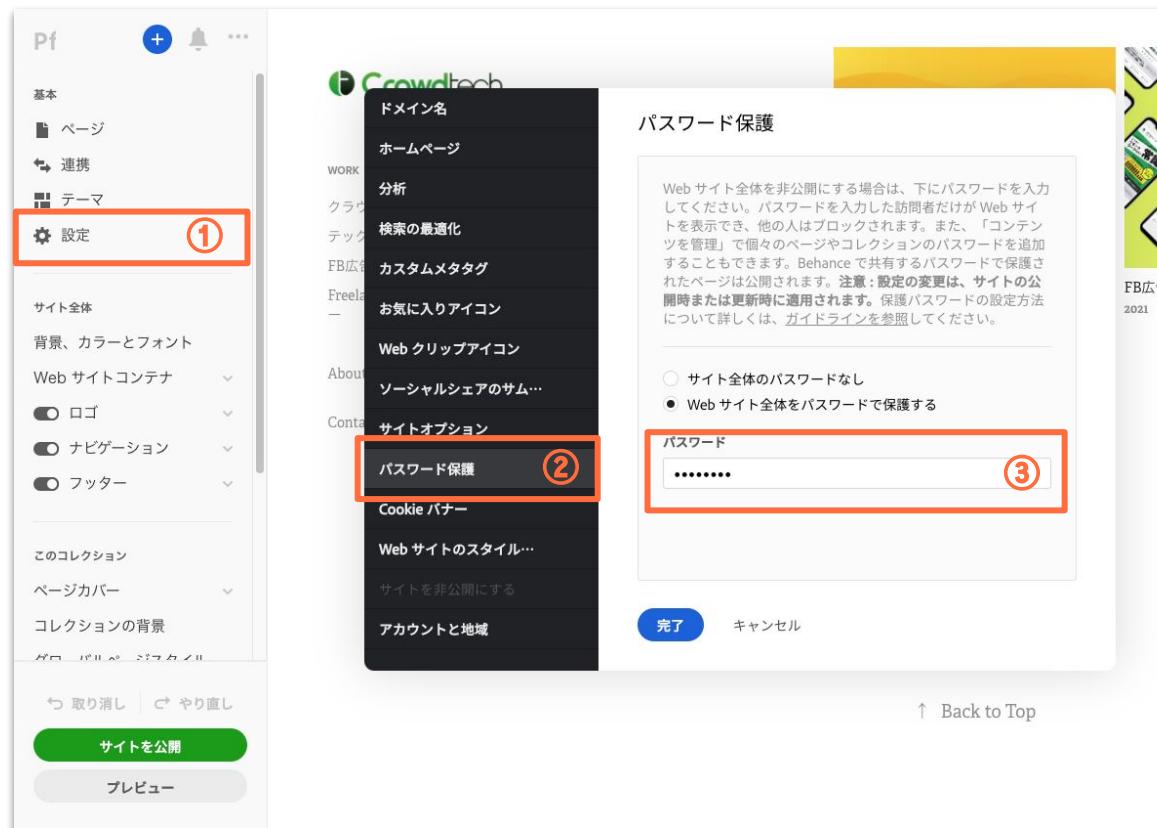 Pf
基本
ページ
連携
テーマ
設定
①
サイト全体
背景、カラーとフォント
Web サイトコンテナ
ロゴ
ナビゲーション
フッター
このコレクション
ページカバー
コレクションの背景
取り消し
やり直し
サイトを公開
プレビュー
Crowdtech
WORK
クラウ
テック
FB広告
Freela
ー
About
Conta
ドメイン名
ホームページ
分析
検索の最適化
カスタムメタタグ
お気に入りアイコン
Web クリップアイコン
ソーシャルシェアのサム…
サイトオプション
パスワード保護
②
Cookie バナー
Web サイトのスタイル…
サイトを非公開にする
アカウントと地域
パスワード保護
Web サイト全体を非公開にする場合は、下にパスワードを入力
してください。パスワードを入力した訪問者だけが Web サイ
トを表示でき、他の人はブロックされます。また、「コンテン
ツを管理」で個々のページやコレクションのパスワードを追加
することもできます。Behance で共有するパスワードで保護さ
れたページは公開されます。注意 : 設定の変更は、サイトの公
開時または更新時に適用されます。保護パスワードの設定方法
について詳しくは、ガイドラインを参照してください。
サイト全体のパスワードなし
Web サイト全体をパスワードで保護する
パスワード
••••••••
③
完了
キャンセル
FB広
2021
↑ Back to Top